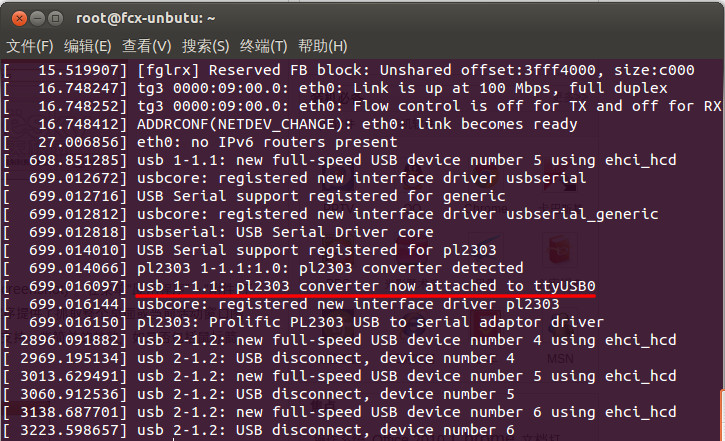 root@fcx-unbutu: ~
文件(F) 编辑(E) 查看(V) 搜索(S) 终端(T) 帮助(H)
[   15.519907] [fglrx] Reserved FB block: Unshared offset:3fff4000, size:c000
[   16.748247] tg3 0000:09:00.0: eth0: Link is up at 100 Mbps, full duplex
[   16.748252] tg3 0000:09:00.0: eth0: Flow control is off for TX and off for RX
[   16.748412] ADDRCONF(NETDEV_CHANGE): eth0: link becomes ready
[   27.006856] eth0: no IPv6 routers present
[  698.851285] usb 1-1.1: new full-speed USB device number 5 using ehci_hcd
[  699.012672] usbcore: registered new interface driver usbserial
[  699.012716] USB Serial support registered for generic
[  699.012812] usbcore: registered new interface driver usbserial_generic
[  699.012818] usbserial: USB Serial Driver core
[  699.014010] USB Serial support registered for pl2303
[  699.014066] pl2303 1-1.1:1.0: pl2303 converter detected
[  699.016097] usb 1-1.1: pl2303 converter now attached to ttyUSB0
[  699.016144] usbcore: registered new interface driver pl2303
[  699.016150] pl2303: Prolific PL2303 USB to serial adaptor driver
[ 2896.091882] usb 2-1.2: new full-speed USB device number 4 using ehci_hcd
[ 2969.195134] usb 2-1.2: USB disconnect, device number 4
[ 3013.629491] usb 2-1.2: new full-speed USB device number 5 using ehci_hcd
[ 3060.912536] usb 2-1.2: USB disconnect, device number 5
[ 3138.687701] usb 2-1.2: new full-speed USB device number 6 using ehci_hcd
[ 3223.598657] usb 2-1.2: USB disconnect, device number 6
MSN